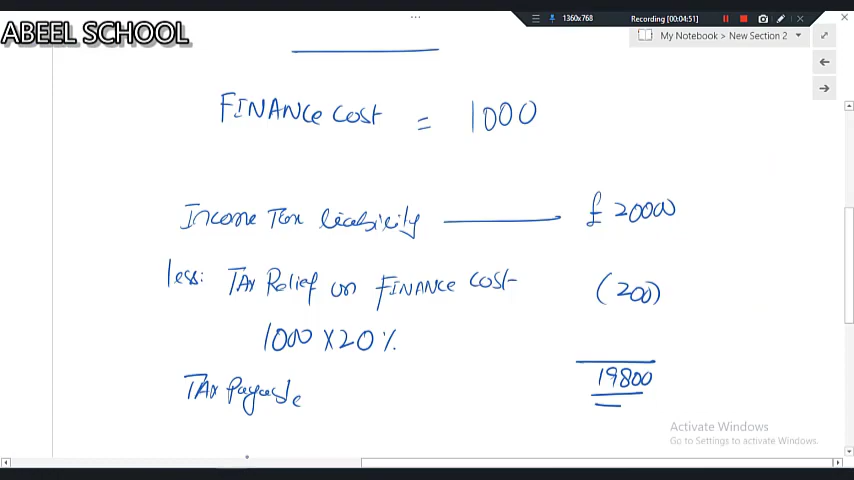 1360x768
Recording [00:04:51]
ABEEL SCHOOL
My Notebook > New Section 2
FINANCE Cost = 1000
Income Tax liability £ 20000
less: TAX Relief on FINANCE COST (200)
1000 X 20 %
TAX Payable 19800
Activate Windows
Go to Settings to activate Windows.